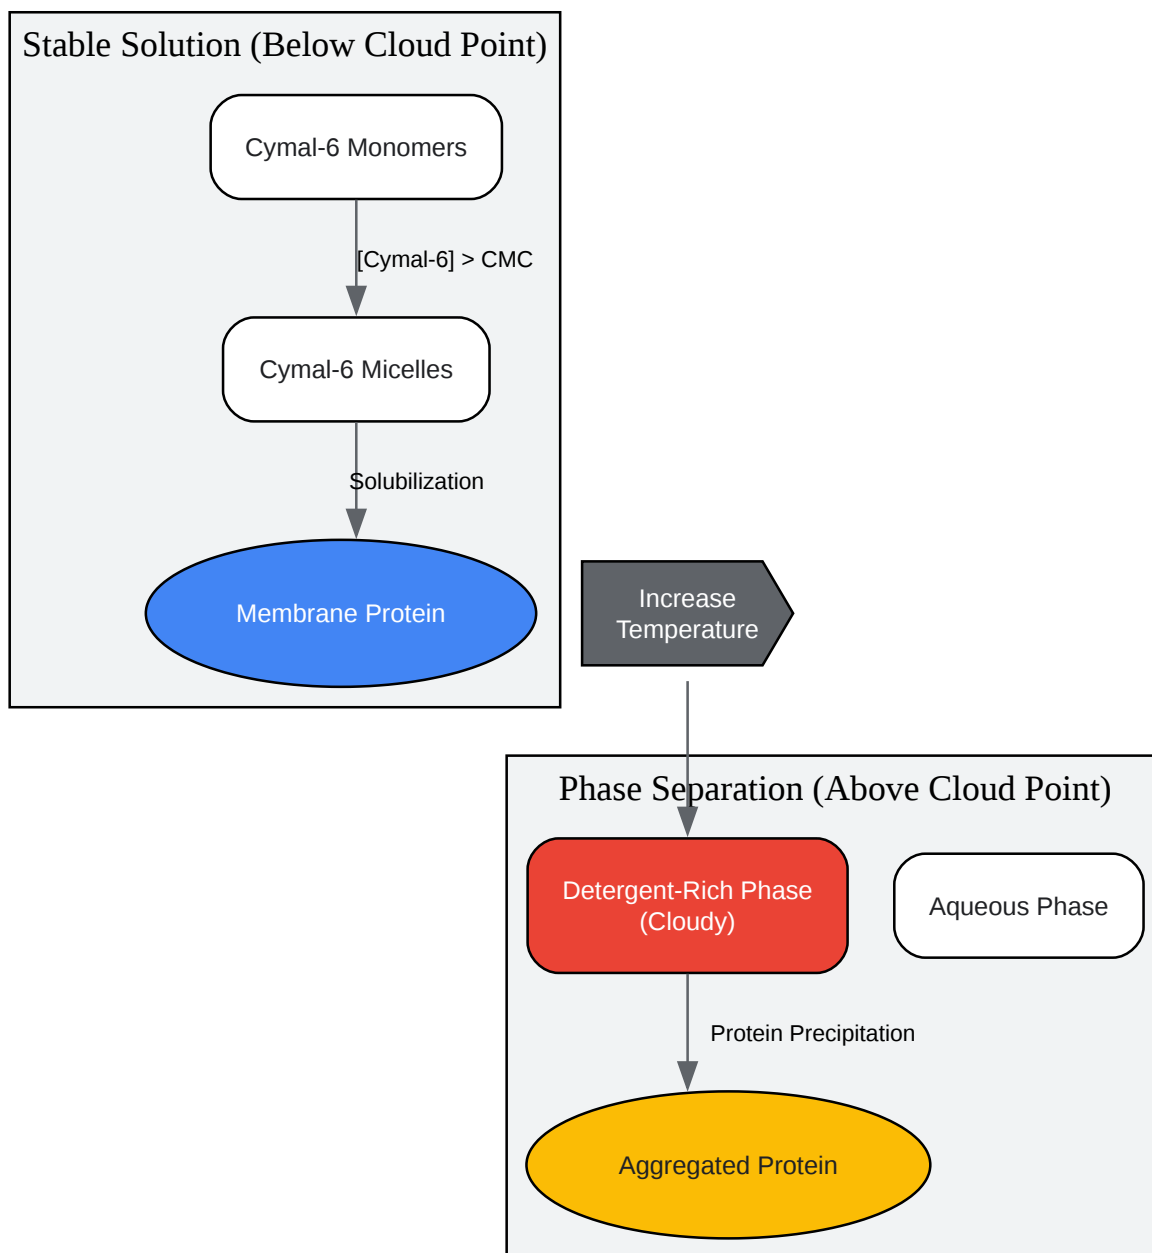 Stable Solution (Below Cloud Point)
Cymal-6 Monomers
[Cymal-6] > CMC
Cymal-6 Micelles
Solubilization
Membrane Protein
Increase
Temperature
Phase Separation (Above Cloud Point)
Detergent-Rich Phase
(Cloudy)
Aqueous Phase
Protein Precipitation
Aggregated Protein